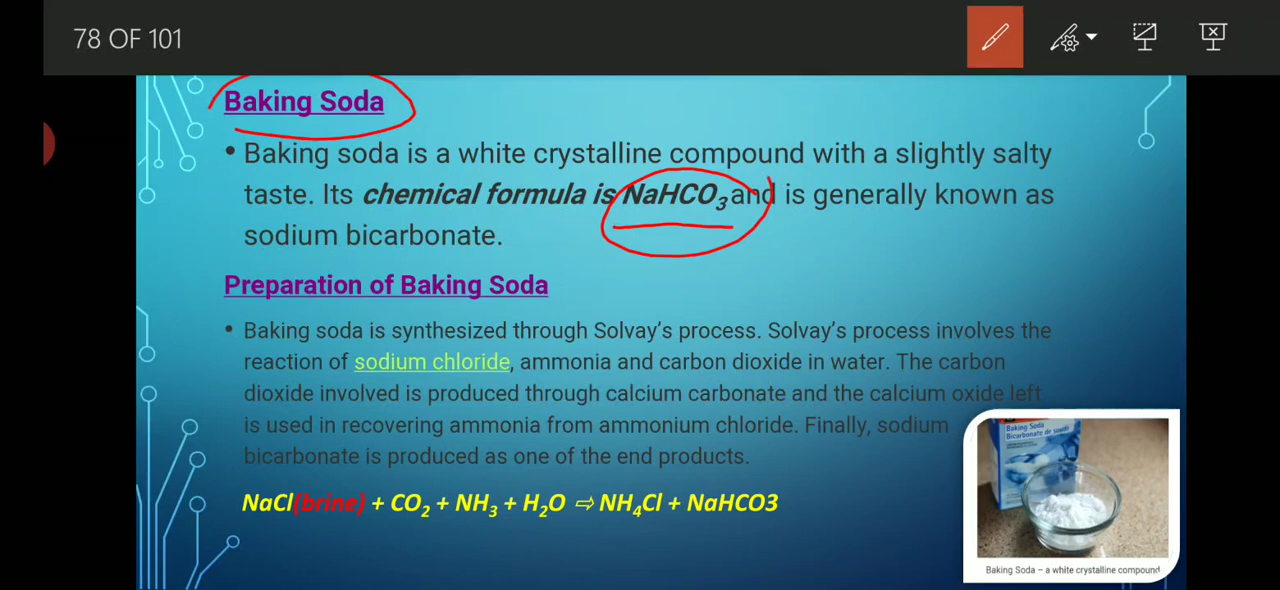 78 OF 101
Baking Soda
• Baking soda is a white crystalline compound with a slightly salty
taste. Its chemical formula is NaHCO₃ and is generally known as
sodium bicarbonate.
Preparation of Baking Soda
• Baking soda is synthesized through Solvay's process. Solvay's process involves the
reaction of sodium chloride, ammonia and carbon dioxide in water. The carbon
dioxide involved is produced through calcium carbonate and the calcium oxide left
is used in recovering ammonia from ammonium chloride. Finally, sodium
bicarbonate is produced as one of the end products.
NaCl(brine) + CO₂ + NH₃ + H₂O ⇨ NH₄Cl + NaHCO3
Baking Soda
Bicarbonate de soude
Baking Soda – a white crystalline compound